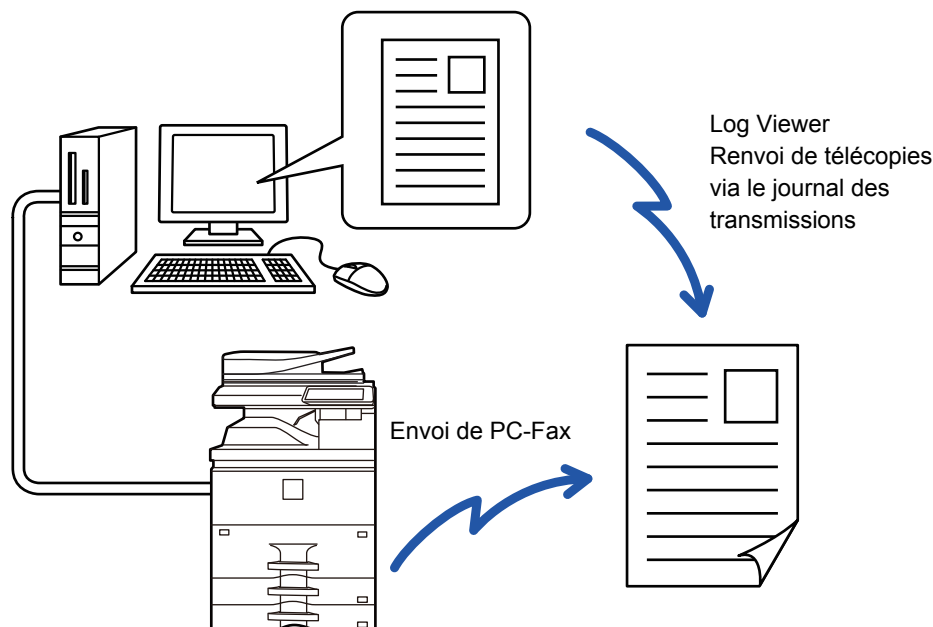 Log Viewer
Renvoi de télécopies
via le journal des
transmissions
Envoi de PC-Fax